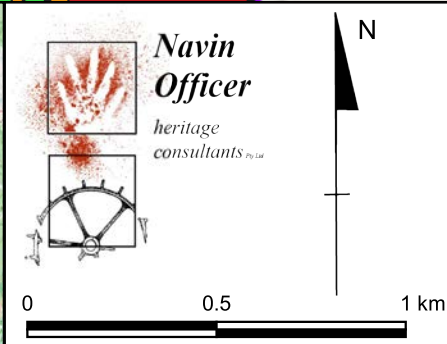 Navin
Officer
heritage
consultants Pty Ltd
N
0 0.5 1 km